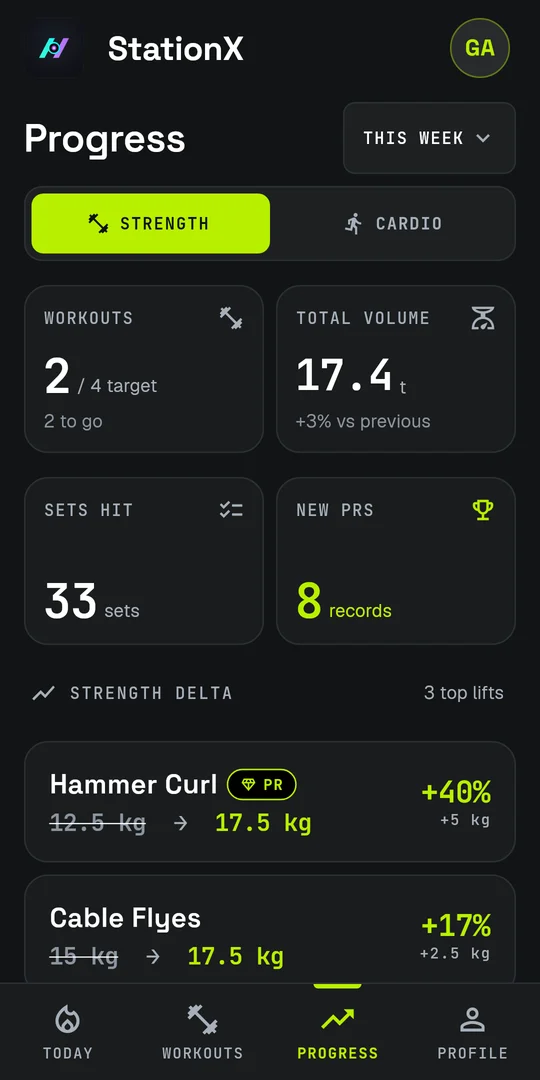 StationX
GA
Progress
THIS WEEK
STRENGTH
CARDIO
WORKOUTS
2 / 4 target
2 to go
TOTAL VOLUME
17.4 t
+3% vs previous
SETS HIT
33 sets
NEW PRS
8 records
STRENGTH DELTA
3 top lifts
Hammer Curl PR
12.5 kg → 17.5 kg
+40%
+5 kg
Cable Flyes
15 kg → 17.5 kg
+17%
+2.5 kg
TODAY
WORKOUTS
PROGRESS
PROFILE